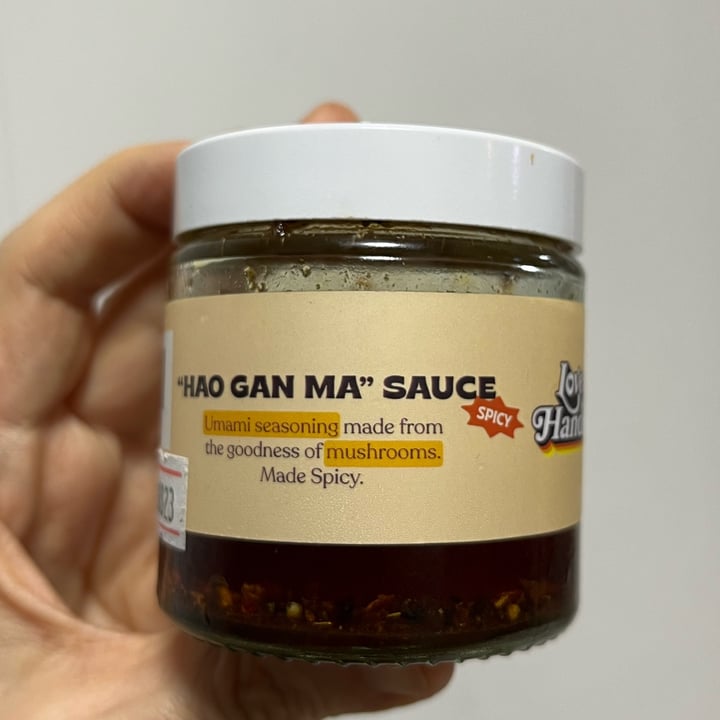 "HAO GAN MA" SAUCE
SPICY
Umami seasoning made from
the goodness of mushrooms.
Made Spicy.